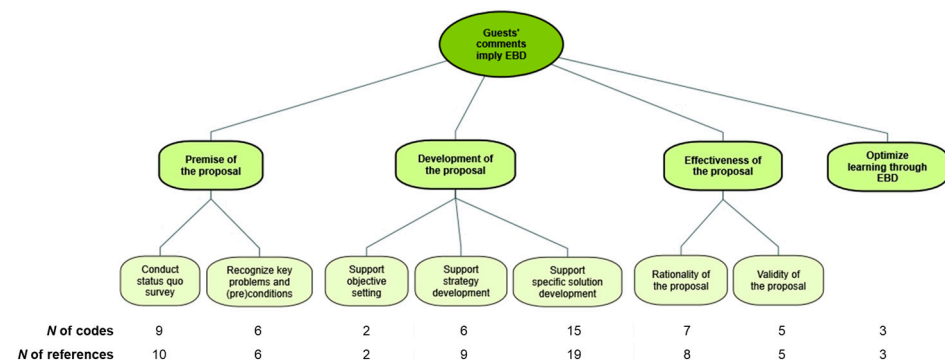 Guests'
comments
imply EBD
Premise of
the proposal
Development of
the proposal
Effectiveness of
the proposal
Optimize
learning through
EBD
Conduct
status quo
survey
Recognize key
problems and
(pre)conditions
Support
objective
setting
Support
strategy
development
Support
specific solution
development
Rationality of
the proposal
Validity of
the proposal
N of codes 9 6 2 6 15 7 5 3
N of references 10 6 2 9 19 8 5 3